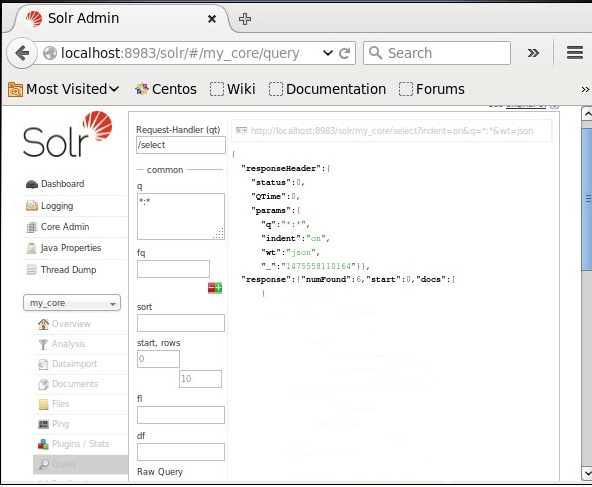 Solr Admin
localhost:8983/solr/#/my_core/query
Search
Most Visited
Centos
Wiki
Documentation
Forums
Solr
Dashboard
Logging
Core Admin
Java Properties
Thread Dump
my_core
Overview
Analysis
Dataimport
Documents
Files
Ping
Plugins / Stats
Query
Request-Handler (qt)
/select
common
q
*:*
fq
sort
start, rows
0
10
fl
df
Raw Query
http://localhost:8983/solr/my_core/select?indent=on&q=*:*&wt=json
{
"responseHeader":{
"status":0,
"QTime":0,
"params":{
"q":"*:*",
"indent":"on",
"wt":"json",
"_":"1475558110164"}},
"response":{"numFound":6,"start":0,"docs":[
{